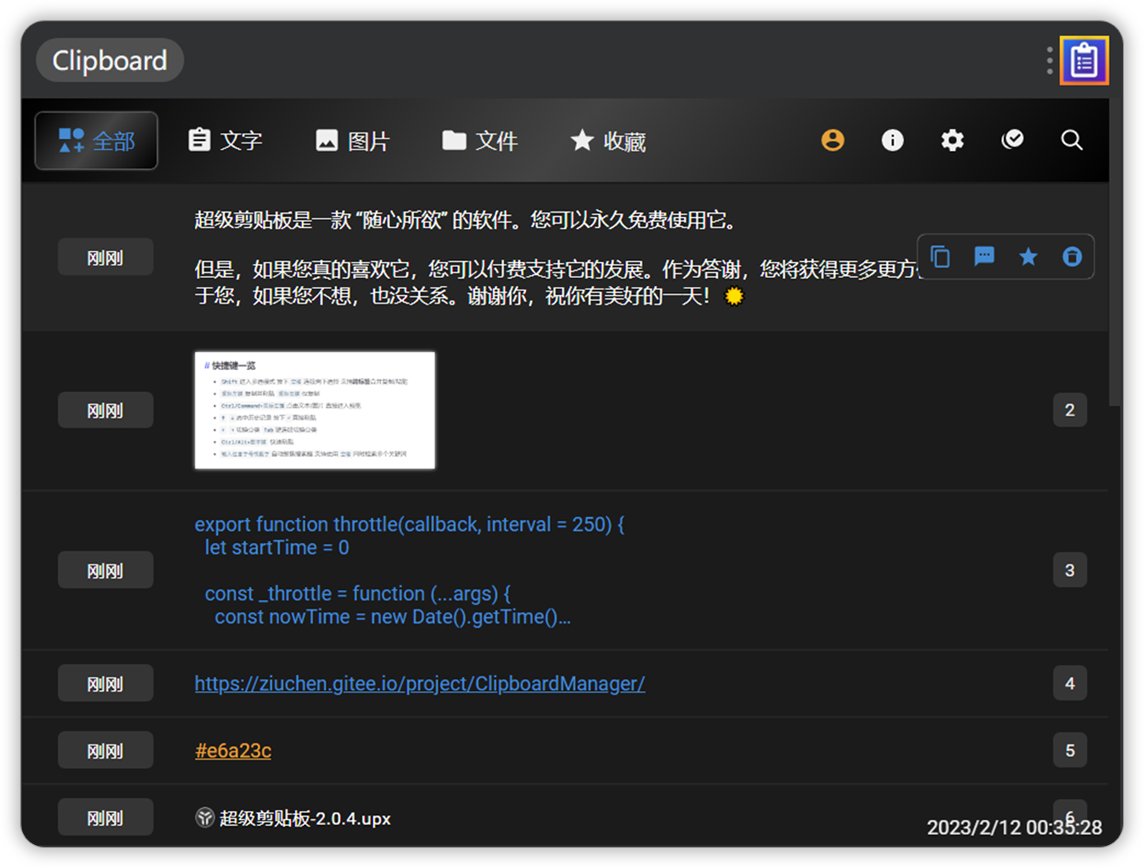 Clipboard
全部 文字 图片 文件 收藏
超级剪贴板是一款 “随心所欲” 的软件。您可以永久免费使用它。
刚刚
但是，如果您真的喜欢它，您可以付费支持它的发展。作为答谢，您将获得更多更方
于您，如果您不想，也没关系。谢谢你，祝你有美好的一天！
# 快捷键一览
刚刚
2
export function throttle(callback, interval = 250) {
let startTime = 0
刚刚
3
const _throttle = function (...args) {
const nowTime = new Date().getTime()...
刚刚 https://ziuchen.gitee.io/project/ClipboardManager/ 4
刚刚 #e6a23c 5
刚刚 超级剪贴板-2.0.4.upx 6
2023/2/12 00:35:28